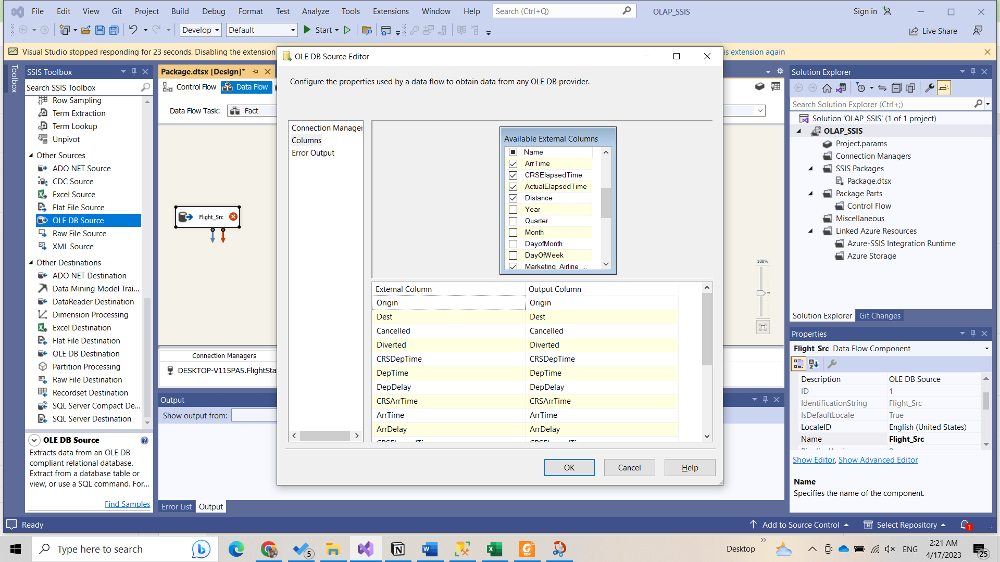 File Edit View Git Project Build Debug Format Test Analyze Tools Extensions Window Help Search (Ctrl+Q) OLAP_SSIS Sign in
Develop Default Start Live Share
Visual Studio stopped responding for 23 seconds. Disabling the extension
is extension again
Toolbox
SSIS Toolbox
Search SSIS Toolbox
Row Sampling
Term Extraction
Term Lookup
Unpivot
Other Sources
ADO NET Source
CDC Source
Excel Source
Flat File Source
OLE DB Source
Raw File Source
XML Source
Other Destinations
ADO NET Destination
Data Mining Model Trai...
DataReader Destination
Dimension Processing
Excel Destination
Flat File Destination
OLE DB Destination
Partition Processing
Raw File Destination
Recordset Destination
SQL Server Compact De...
SQL Server Destination
OLE DB Source
Extracts data from an OLE DB-
compliant relational database.
Extract from a database table or
view, or use a SQL command. For...
Find Samples
Package.dtsx [Design]*
Control Flow Data Flow
Data Flow Task: Fact
Flight_Src
100%
Connection Managers
DESKTOP-V115PA5.FlightSta
Output
Show output from:
Error List Output
OLE DB Source Editor
Configure the properties used by a data flow to obtain data from any OLE DB provider.
Connection Manager
Columns
Error Output
Available External Columns
Name
ArrTime
CRSElapsedTime
ActualElapsedTime
Distance
Year
Quarter
Month
DayofMonth
DayOfWeek
Marketing_Airline_...
External Column Output Column
Origin Origin
Dest Dest
Cancelled Cancelled
Diverted Diverted
CRSDepTime CRSDepTime
DepTime DepTime
DepDelay DepDelay
CRSArrTime CRSArrTime
ArrTime ArrTime
ArrDelay ArrDelay
OK Cancel Help
Solution Explorer
Search Solution Explorer (Ctrl+;)
Solution 'OLAP_SSIS' (1 of 1 project)
OLAP_SSIS
Project.params
Connection Managers
SSIS Packages
Package.dtsx
Package Parts
Control Flow
Miscellaneous
Linked Azure Resources
Azure-SSIS Integration Runtime
Azure Storage
Solution Explorer Git Changes
Properties
Flight_Src Data Flow Component
Description OLE DB Source
ID 1
IdentificationString Flight_Src
IsDefaultLocale True
LocaleID English (United States)
Name Flight_Src
Show Editor, Show Advanced Editor
Name
Specifies the name of the component.
Ready Add to Source Control Select Repository 1
Type here to search 5 Desktop ENG 2:21 AM
4/17/2023 25